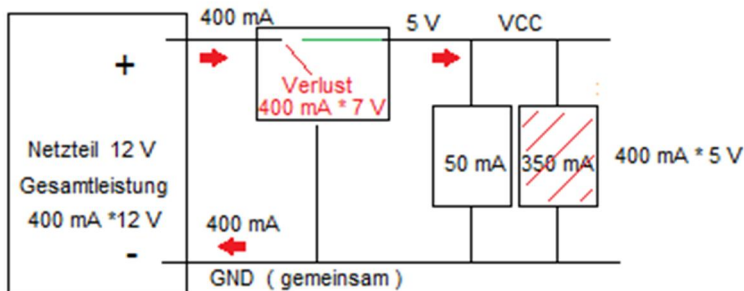 400 mA
5 V
VCC
+
Verlust
400 mA * 7 V
Netzteil 12 V
Gesamtleistung
400 mA *12 V
50 mA
350 mA
400 mA * 5 V
400 mA
-
GND ( gemeinsam )